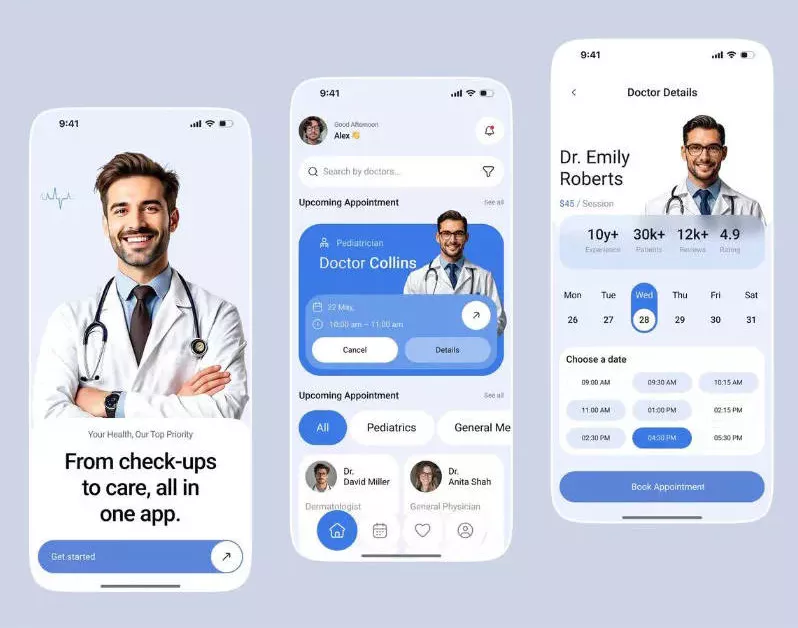 9:41
Your Health, Our Top Priority
From check-ups
to care, all in
one app.
Get started
9:41
Good Afternoon
Alex 👋
Search by doctors...
Upcoming Appointment
See all
Pediatrician
Doctor Collins
22 May,
10:00 am – 11:00 am
Cancel
Details
Upcoming Appointment
See all
All
Pediatrics
General Me
Dr.
David Miller
Dermatologist
Dr.
Anita Shah
General Physician
9:41
Doctor Details
Dr. Emily
Roberts
$45 / Session
10y+ 30k+ 12k+ 4.9
Experience Patients Reviews Rating
Mon Tue Wed Thu Fri Sat
26 27 28 29 30 31
Choose a date
09:00 AM 09:30 AM 10:15 AM
11:00 AM 01:00 PM 02:15 PM
02:30 PM 04:30 PM 05:30 PM
Book Appointment